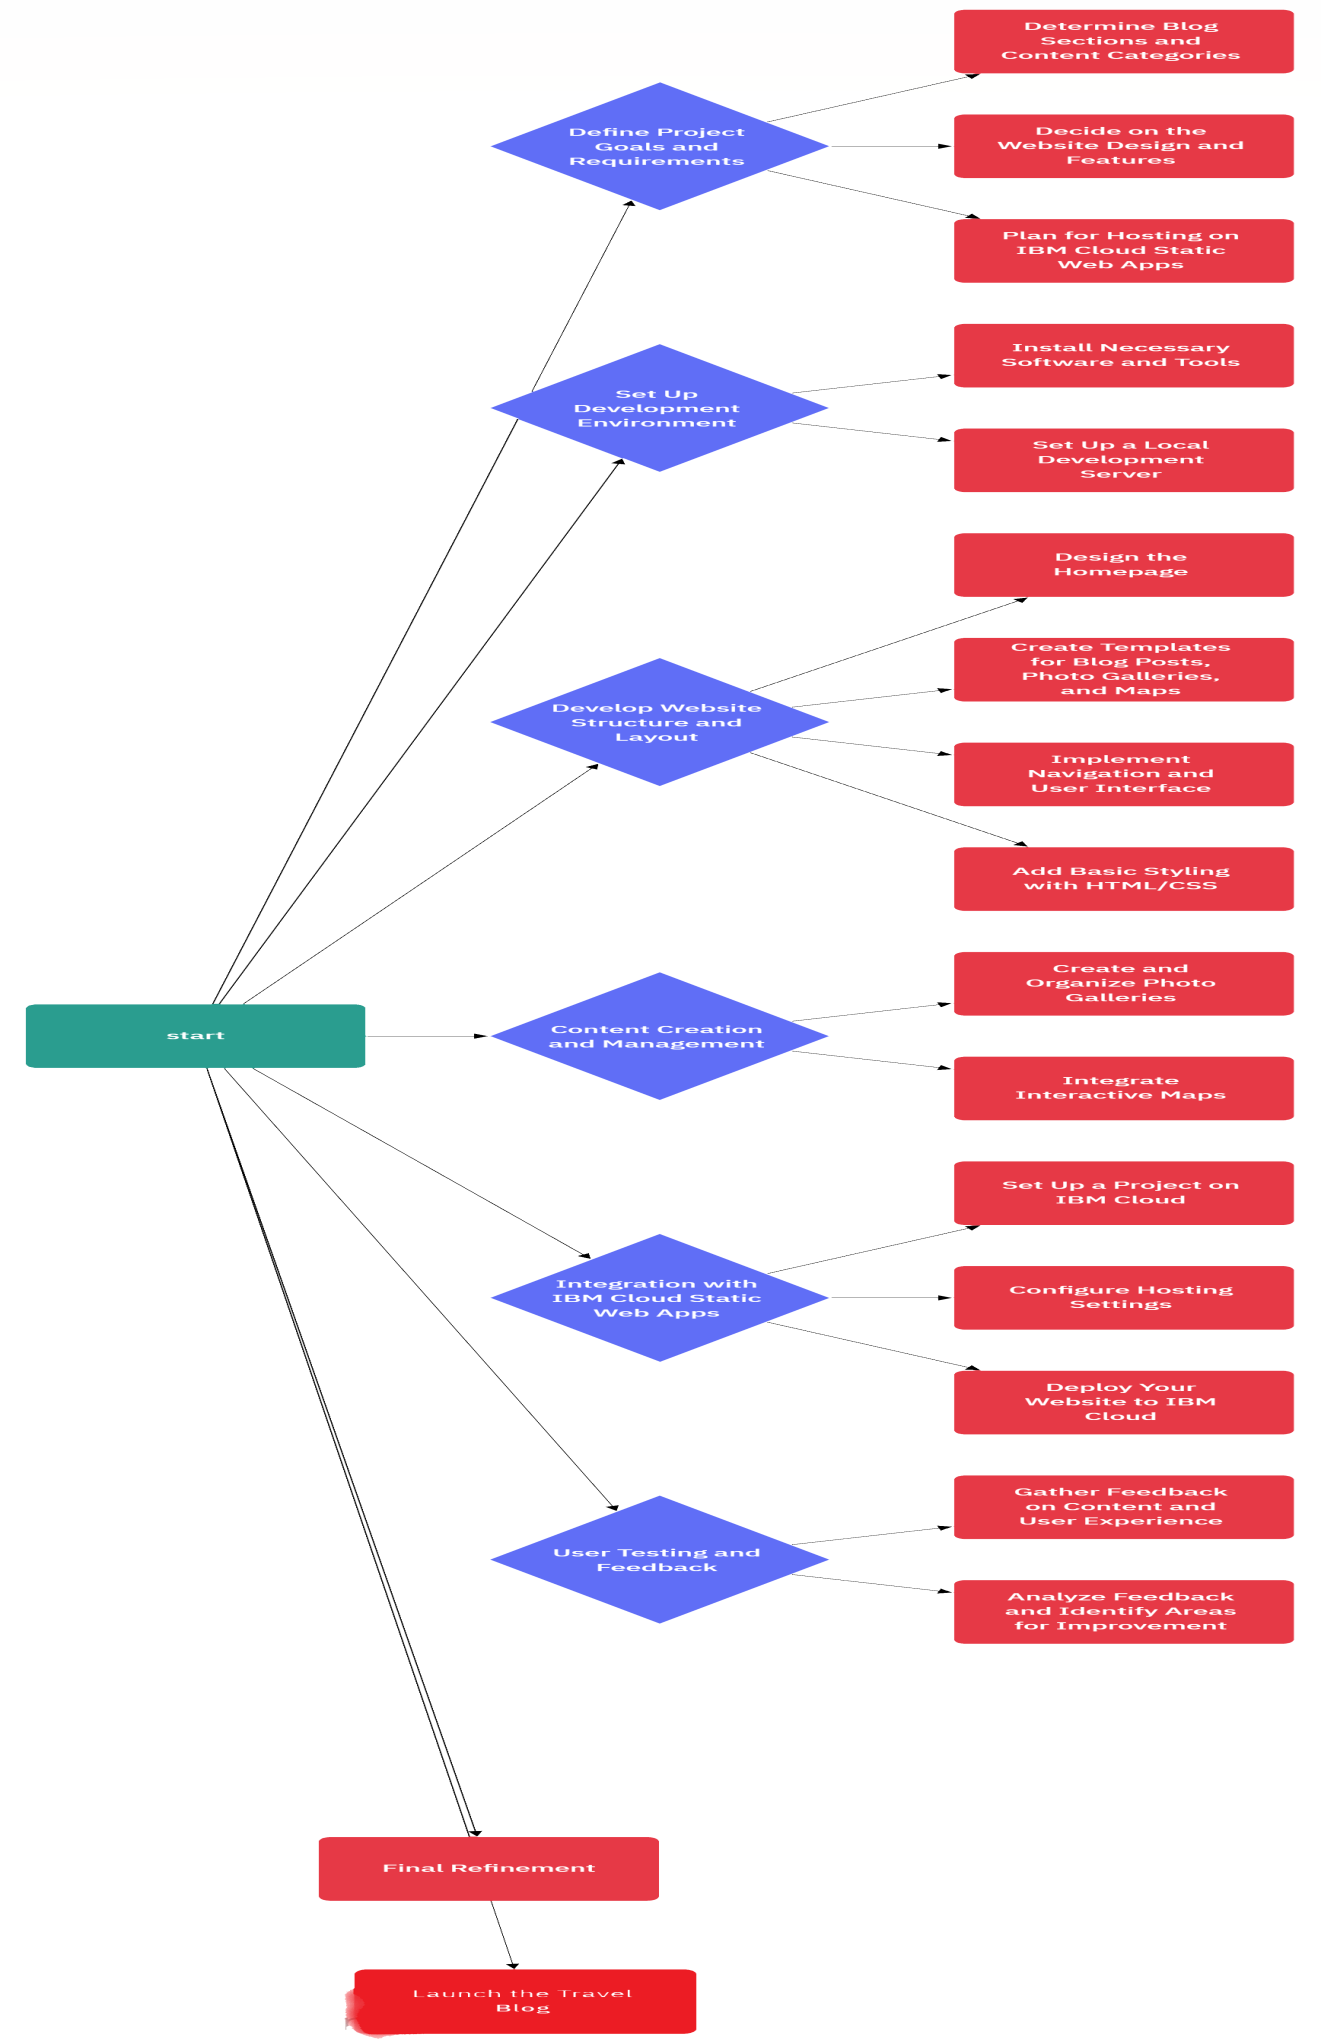 Determine Blog
Sections and
Content Categories
Define Project
Goals and
Requirements
Decide on the
Website Design and
Features
Plan for Hosting on
IBM Cloud Static
Web Apps
Install Necessary
Software and Tools
Set Up
Development
Environment
Set Up a Local
Development
Server
Design the
Homepage
Create Templates
for Blog Posts,
Photo Galleries,
and Maps
Develop Website
Structure and
Layout
Implement
Navigation and
User Interface
Add Basic Styling
with HTML/CSS
Create and
Organize Photo
Galleries
start
Content Creation
and Management
Integrate
Interactive Maps
Set Up a Project on
IBM Cloud
Integration with
IBM Cloud Static
Web Apps
Configure Hosting
Settings
Deploy Your
Website to IBM
Cloud
Gather Feedback
on Content and
User Experience
User Testing and
Feedback
Analyze Feedback
and Identify Areas
for Improvement
Final Refinement
Launch the Travel
Blog